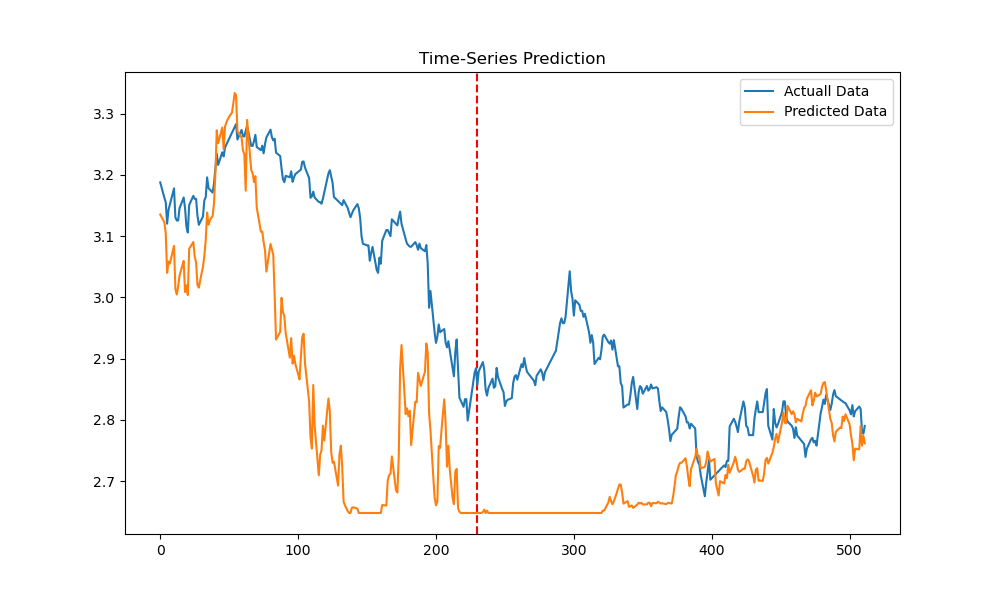 Time-Series Prediction
Actuall Data
Predicted Data
3.3
3.2
3.1
3.0
2.9
2.8
2.7
0 100 200 300 400 500